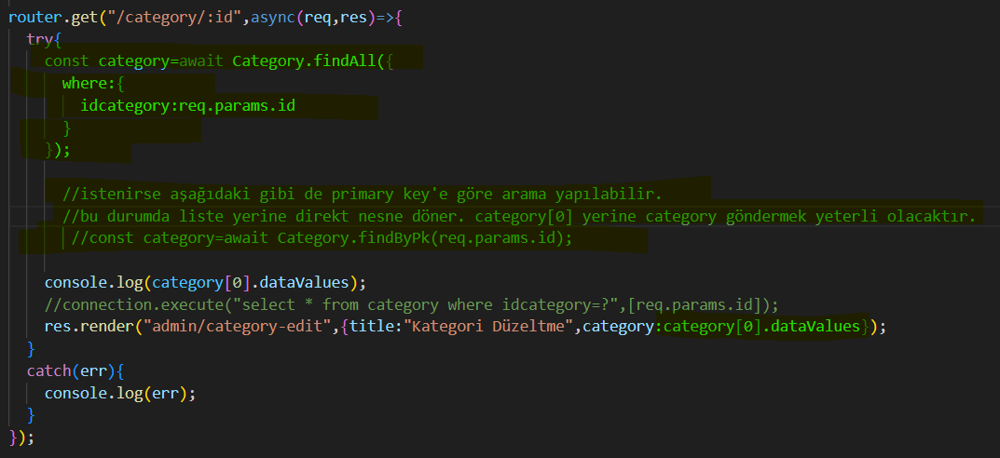 router.get("/category/:id",async(req,res)=>{
try{
const category=await Category.findAll({
where:{
idcategory:req.params.id
}
});
//istenirse aşağıdaki gibi de primary key'e göre arama yapılabilir.
//bu durumda liste yerine direkt nesne döner. category[0] yerine category göndermek yeterli olacaktır.
//const category=await Category.findByPk(req.params.id);
console.log(category[0].dataValues);
//connection.execute("select * from category where idcategory=?",[req.params.id]);
res.render("admin/category-edit",{title:"Kategori Düzeltme",category:category[0].dataValues});
}
catch(err){
console.log(err);
}
});